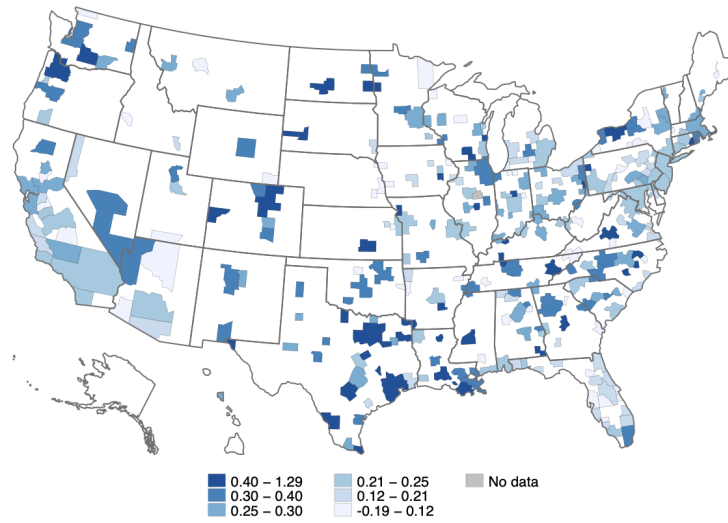 0.40 – 1.29
0.30 – 0.40
0.25 – 0.30
0.21 – 0.25
0.12 – 0.21
-0.19 – 0.12
No data